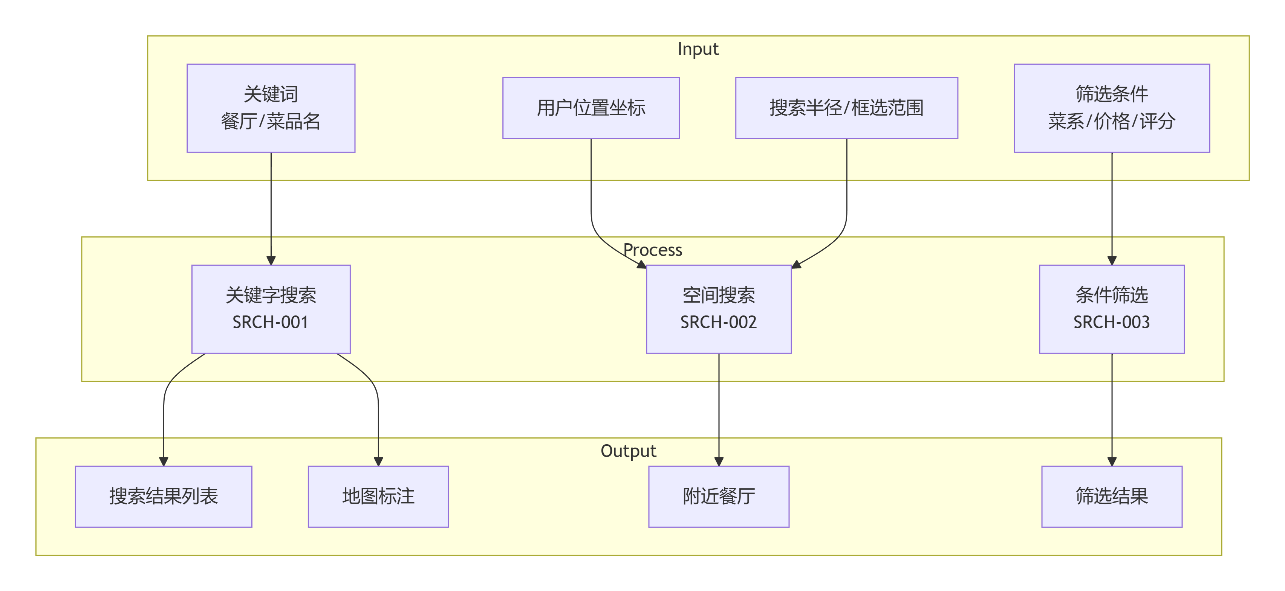 Input
关键词
餐厅/菜品名
用户位置坐标
搜索半径/框选范围
筛选条件
菜系/价格/评分
Process
关键字搜索
SRCH-001
空间搜索
SRCH-002
条件筛选
SRCH-003
Output
搜索结果列表
地图标注
附近餐厅
筛选结果